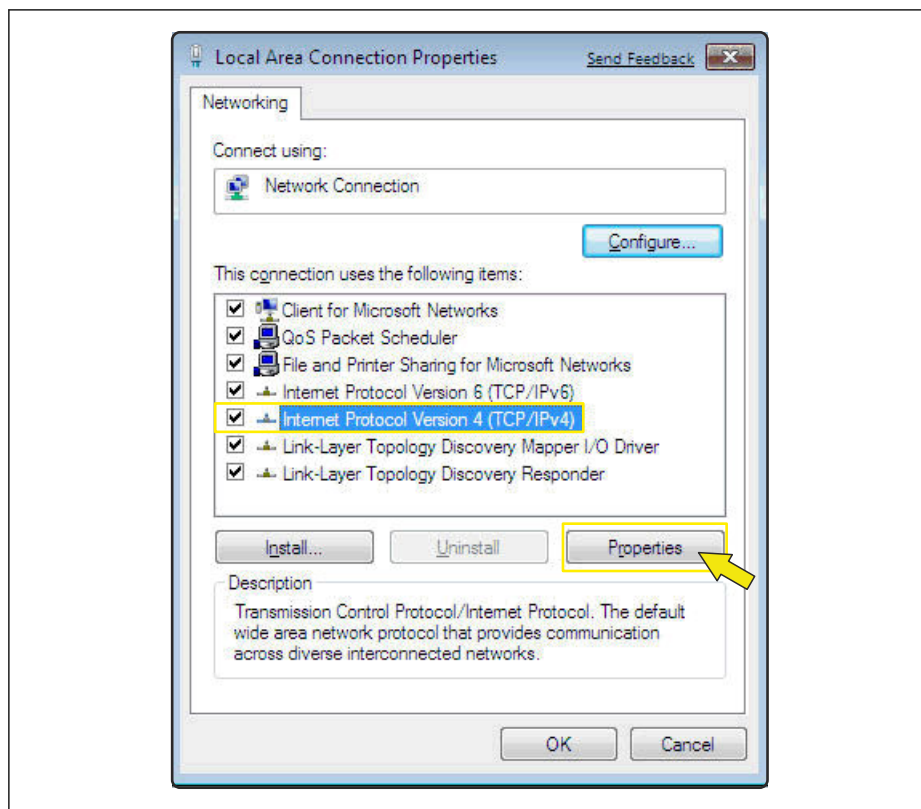 Local Area Connection Properties Send Feedback
Networking
Connect using:
Network Connection
Configure...
This connection uses the following items:
Client for Microsoft Networks
QoS Packet Scheduler
File and Printer Sharing for Microsoft Networks
Internet Protocol Version 6 (TCP/IPv6)
Internet Protocol Version 4 (TCP/IPv4)
Link-Layer Topology Discovery Mapper I/O Driver
Link-Layer Topology Discovery Responder
Install... Uninstall Properties
Description
Transmission Control Protocol/Internet Protocol. The default
wide area network protocol that provides communication
across diverse interconnected networks.
OK Cancel